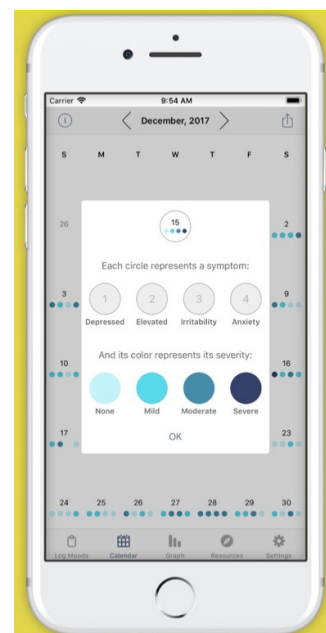 Carrier 9:54 AM
December, 2017
S M T W T F S
26 2
15
Each circle represents a symptom:
3 9
1 2 3 4
Depressed Elevated Irritability Anxiety
And its color represents its severity:
10 16
None Mild Moderate Severe
17 23
OK
24 25 26 27 28 29 30
Log Moods Calendar Graph Resources Settings